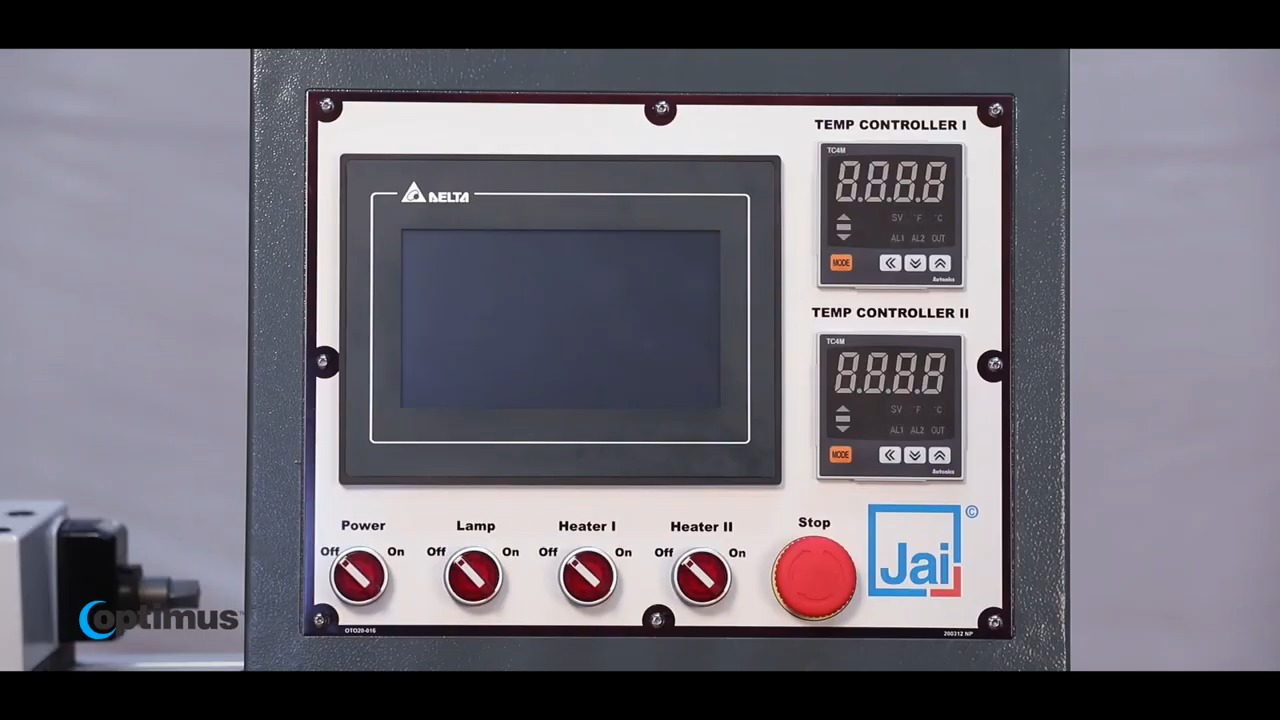 TEMP CONTROLLER I
TC4M
8.8.8.8
SV °F °C
AL1 AL2 OUT
MODE
Autonics
DELTA
TEMP CONTROLLER II
TC4M
8.8.8.8
SV °F °C
AL1 AL2 OUT
MODE
Autonics
Power
Off On
Lamp
Off On
Heater I
Off On
Heater II
Off On
Stop
Jai ©
OTO20-016
200312 NP
optimus™